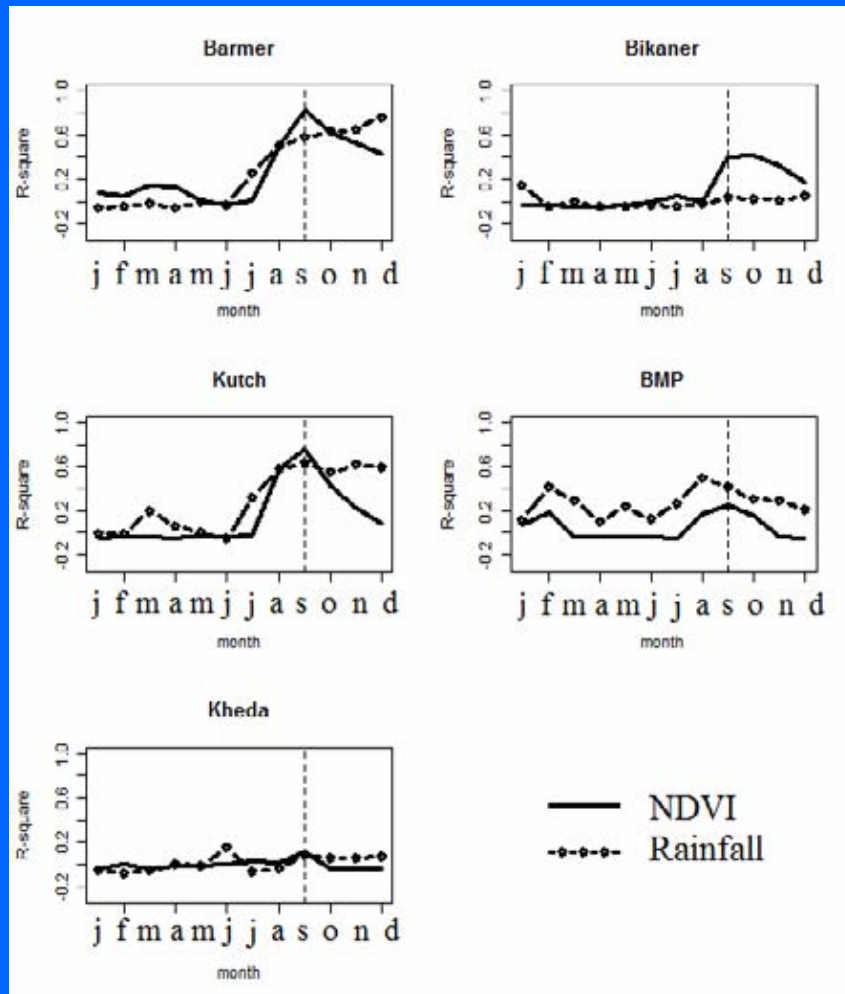 Barmer
R-square
1.0
0.6
0.2
-0.2
j f m a m j j a s o n d
month
Bikaner
R-square
1.0
0.6
0.2
-0.2
j f m a m j j a s o n d
month
Kutch
R-square
1.0
0.6
0.2
-0.2
j f m a m j j a s o n d
month
BMP
R-square
1.0
0.6
0.2
-0.2
j f m a m j j a s o n d
month
Kheda
R-square
1.0
0.6
0.2
-0.2
j f m a m j j a s o n d
month
NDVI
Rainfall